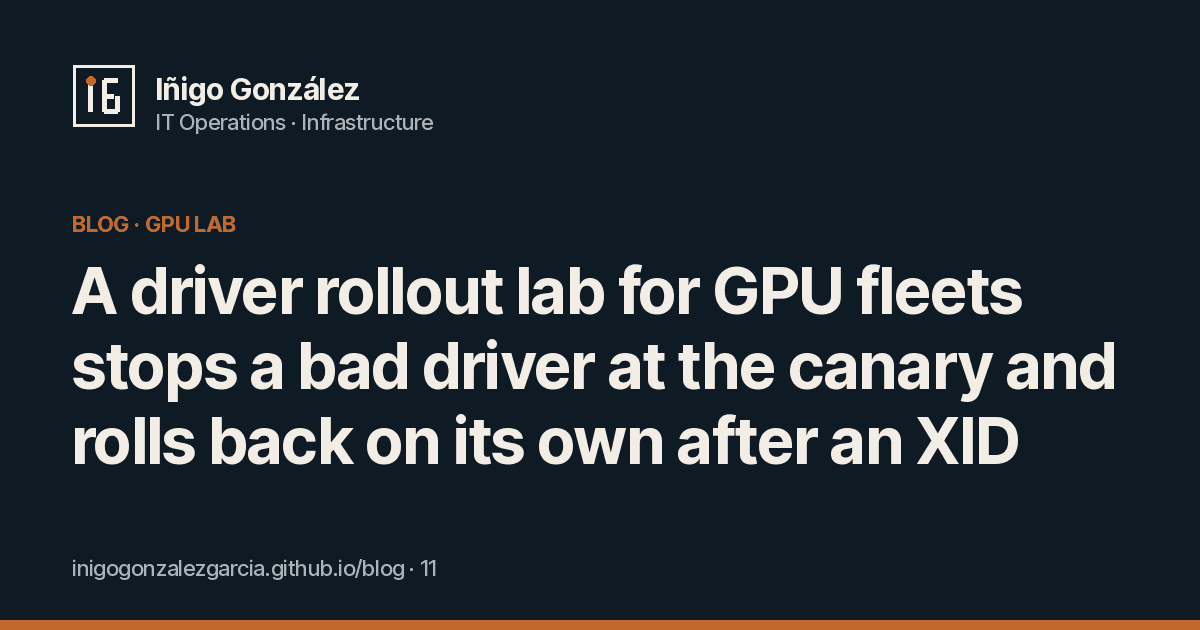 iG
Iñigo González
IT Operations · Infrastructure
BLOG · GPU LAB
A driver rollout lab for GPU fleets
stops a bad driver at the canary and
rolls back on its own after an XID
inigogonzalezgarcia.github.io/blog · 11